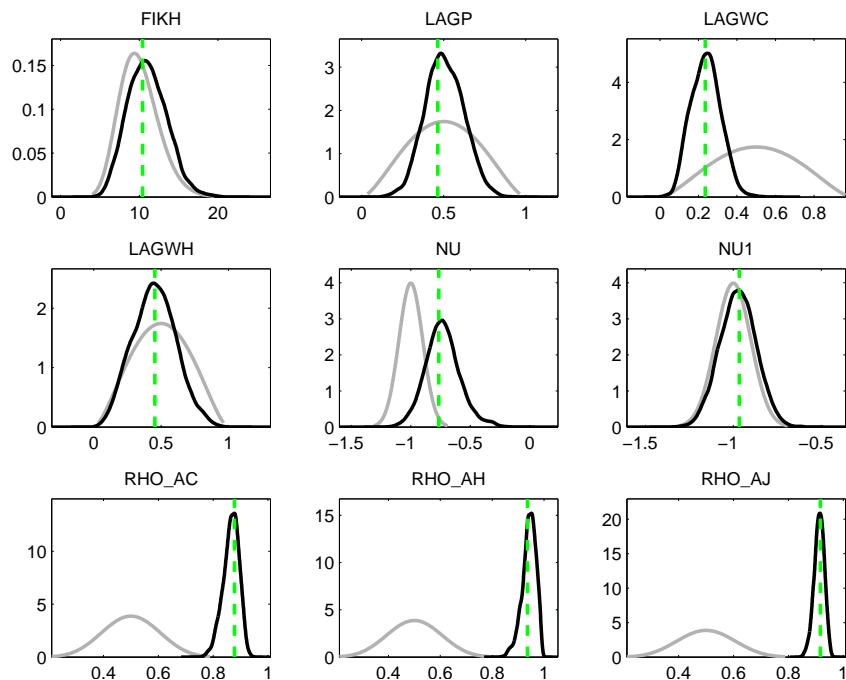 FIKH LAGP LAGWC
0.15 0.1 0.05 0
0 10 20
3 2 1 0
0 0.5 1
4 2 0
0 0.2 0.4 0.6 0.8
LAGWH NU NU1
2 1 0
0 0.5 1
4 3 2 1 0
−1.5 −1 −0.5 0
4 3 2 1 0
−1.5 −1 −0.5
RHO_AC RHO_AH RHO_AJ
10 5 0
0.4 0.6 0.8 1
15 10 5 0
0.4 0.6 0.8 1
20 15 10 5 0
0.4 0.6 0.8 1